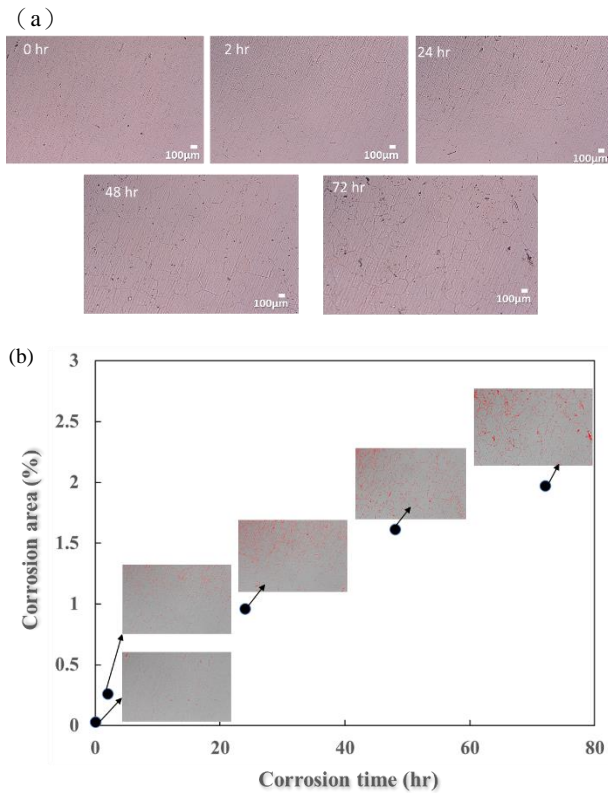 （a）
0 hr
100μm
2 hr
100μm
24 hr
100μm
48 hr
100μm
72 hr
100μm
(b)
Corrosion area (%)
3
2.5
2
1.5
1
0.5
0
0 20 40 60 80
Corrosion time (hr)